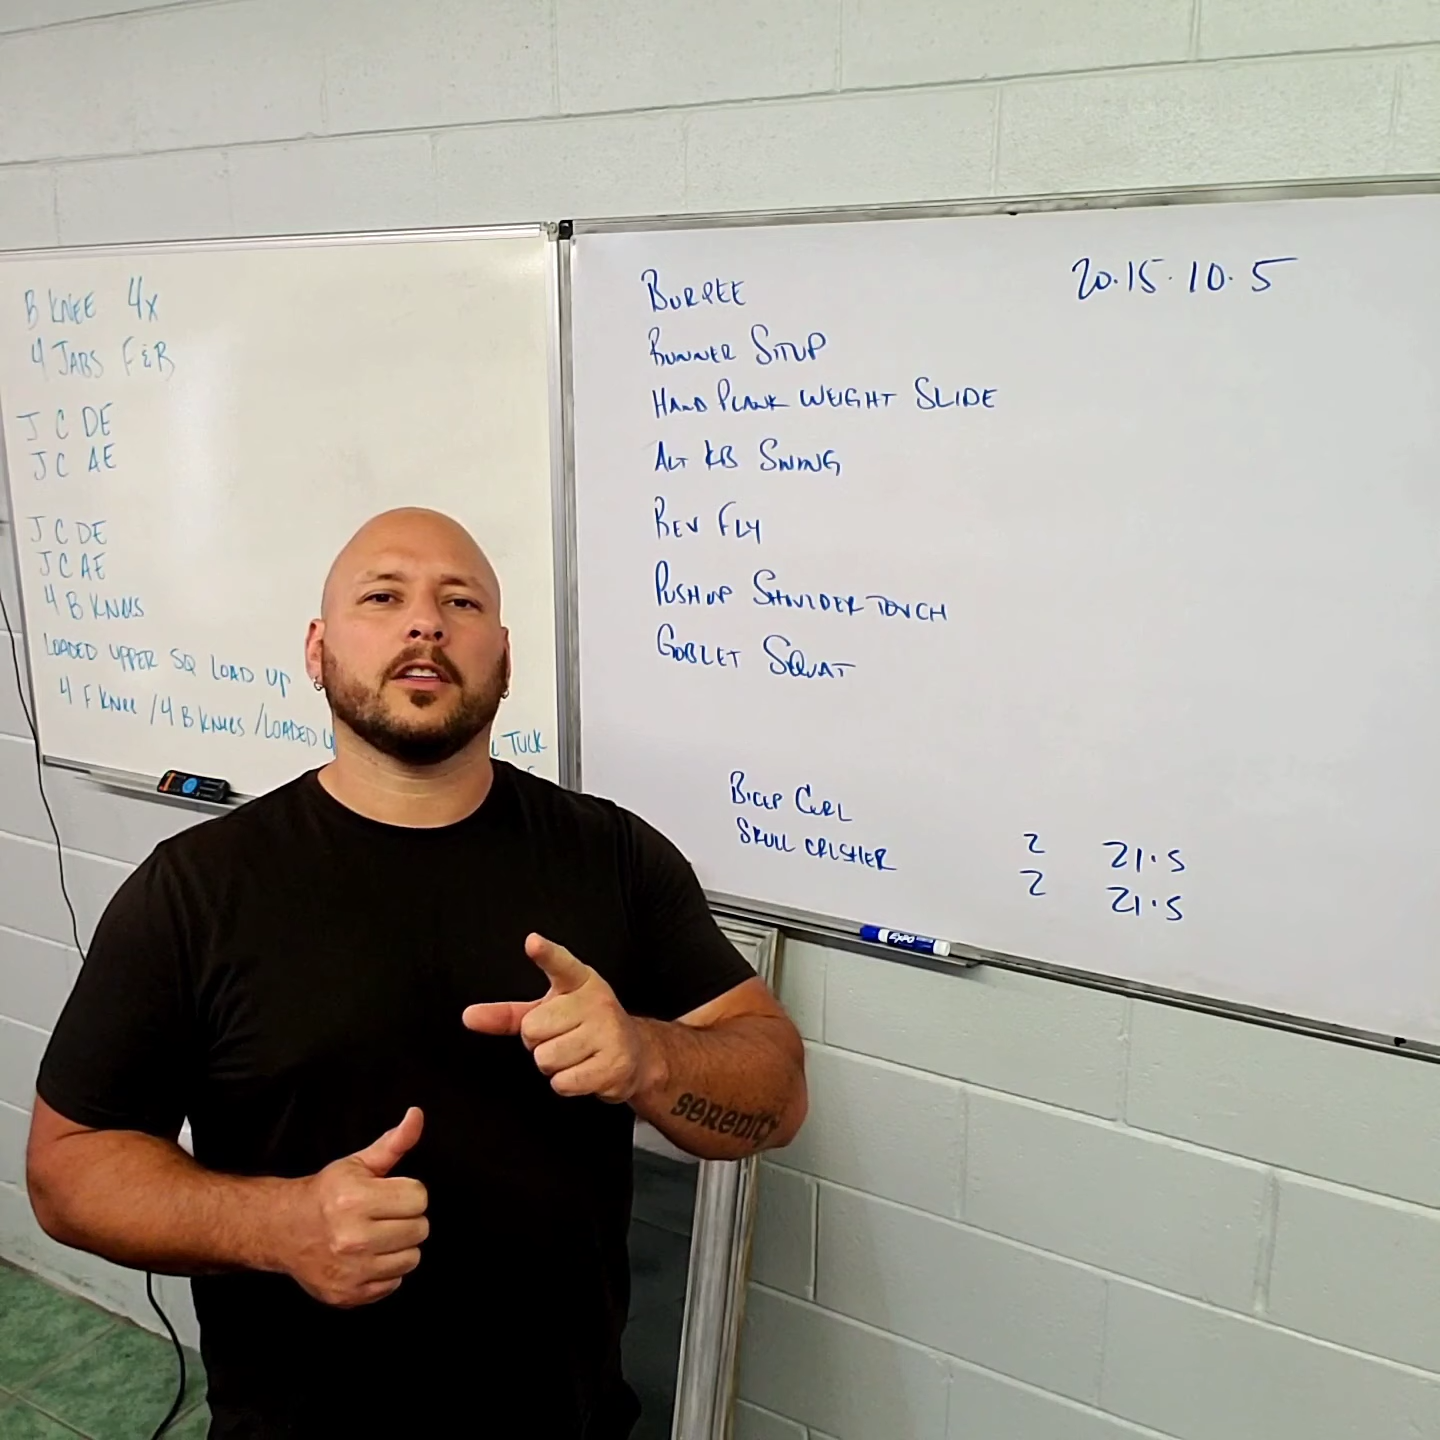 B KNEE 4X
4 JABS F&B
J C DE
J C AE
J C DE
J C AE
4 B KNEES
LOADED UPPER SQ LOAD UP
4 F KNEE / 4 B KNEES / LOADED U
TUCK
BURPEE
RUNNER SITUP
HAND PLANK WEIGHT SLIDE
ALT KB SWING
REV FLY
PUSHUP SHOULDER TOUCH
GOBLET SQUAT
20.15.10.5
BICEP CURL
SKULL CRUSHER
2 21.5
2 21.5
EXPO
serenity